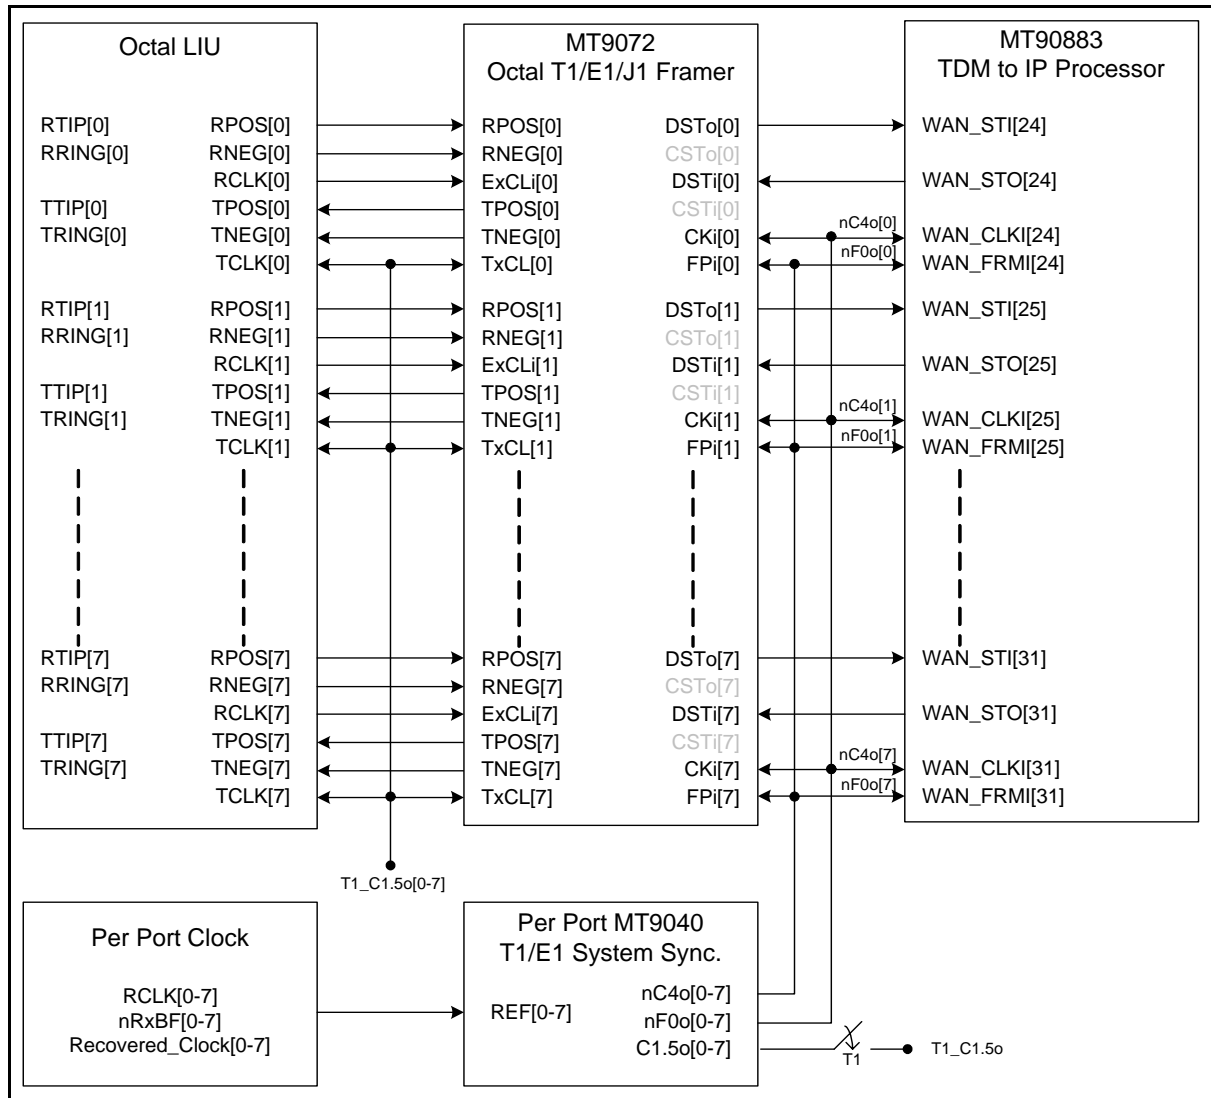 Octal LIU
RTIP[0] RPOS[0]
RRING[0] RNEG[0]
RCLK[0]
TTIP[0] TPOS[0]
TRING[0] TNEG[0]
TCLK[0]
RTIP[1] RPOS[1]
RRING[1] RNEG[1]
RCLK[1]
TTIP[1] TPOS[1]
TRING[1] TNEG[1]
TCLK[1]
RTIP[7] RPOS[7]
RRING[7] RNEG[7]
RCLK[7]
TTIP[7] TPOS[7]
TRING[7] TNEG[7]
TCLK[7]
T1_C1.5o[0-7]
MT9072
Octal T1/E1/J1 Framer
RPOS[0] DSTo[0]
RNEG[0] CSTo[0]
ExCLi[0] DSTi[0]
TPOS[0] CSTi[0]
TNEG[0] CKi[0]
TxCL[0] FPi[0]
RPOS[1] DSTo[1]
RNEG[1] CSTo[1]
ExCLi[1] DSTi[1]
TPOS[1] CSTi[1]
TNEG[1] CKi[1]
TxCL[1] FPi[1]
RPOS[7] DSTo[7]
RNEG[7] CSTo[7]
ExCLi[7] DSTi[7]
TPOS[7] CSTi[7]
TNEG[7] CKi[7]
TxCL[7] FPi[7]
nC4o[0]
nF0o[0]
nC4o[1]
nF0o[1]
nC4o[7]
nF0o[7]
MT90883
TDM to IP Processor
WAN_STI[24]
WAN_STO[24]
WAN_CLKI[24]
WAN_FRMI[24]
WAN_STI[25]
WAN_STO[25]
WAN_CLKI[25]
WAN_FRMI[25]
WAN_STI[31]
WAN_STO[31]
WAN_CLKI[31]
WAN_FRMI[31]
Per Port Clock
RCLK[0-7]
nRxBF[0-7]
Recovered_Clock[0-7]
Per Port MT9040
T1/E1 System Sync.
REF[0-7]
nC4o[0-7]
nF0o[0-7]
C1.5o[0-7]
T1
T1_C1.5o